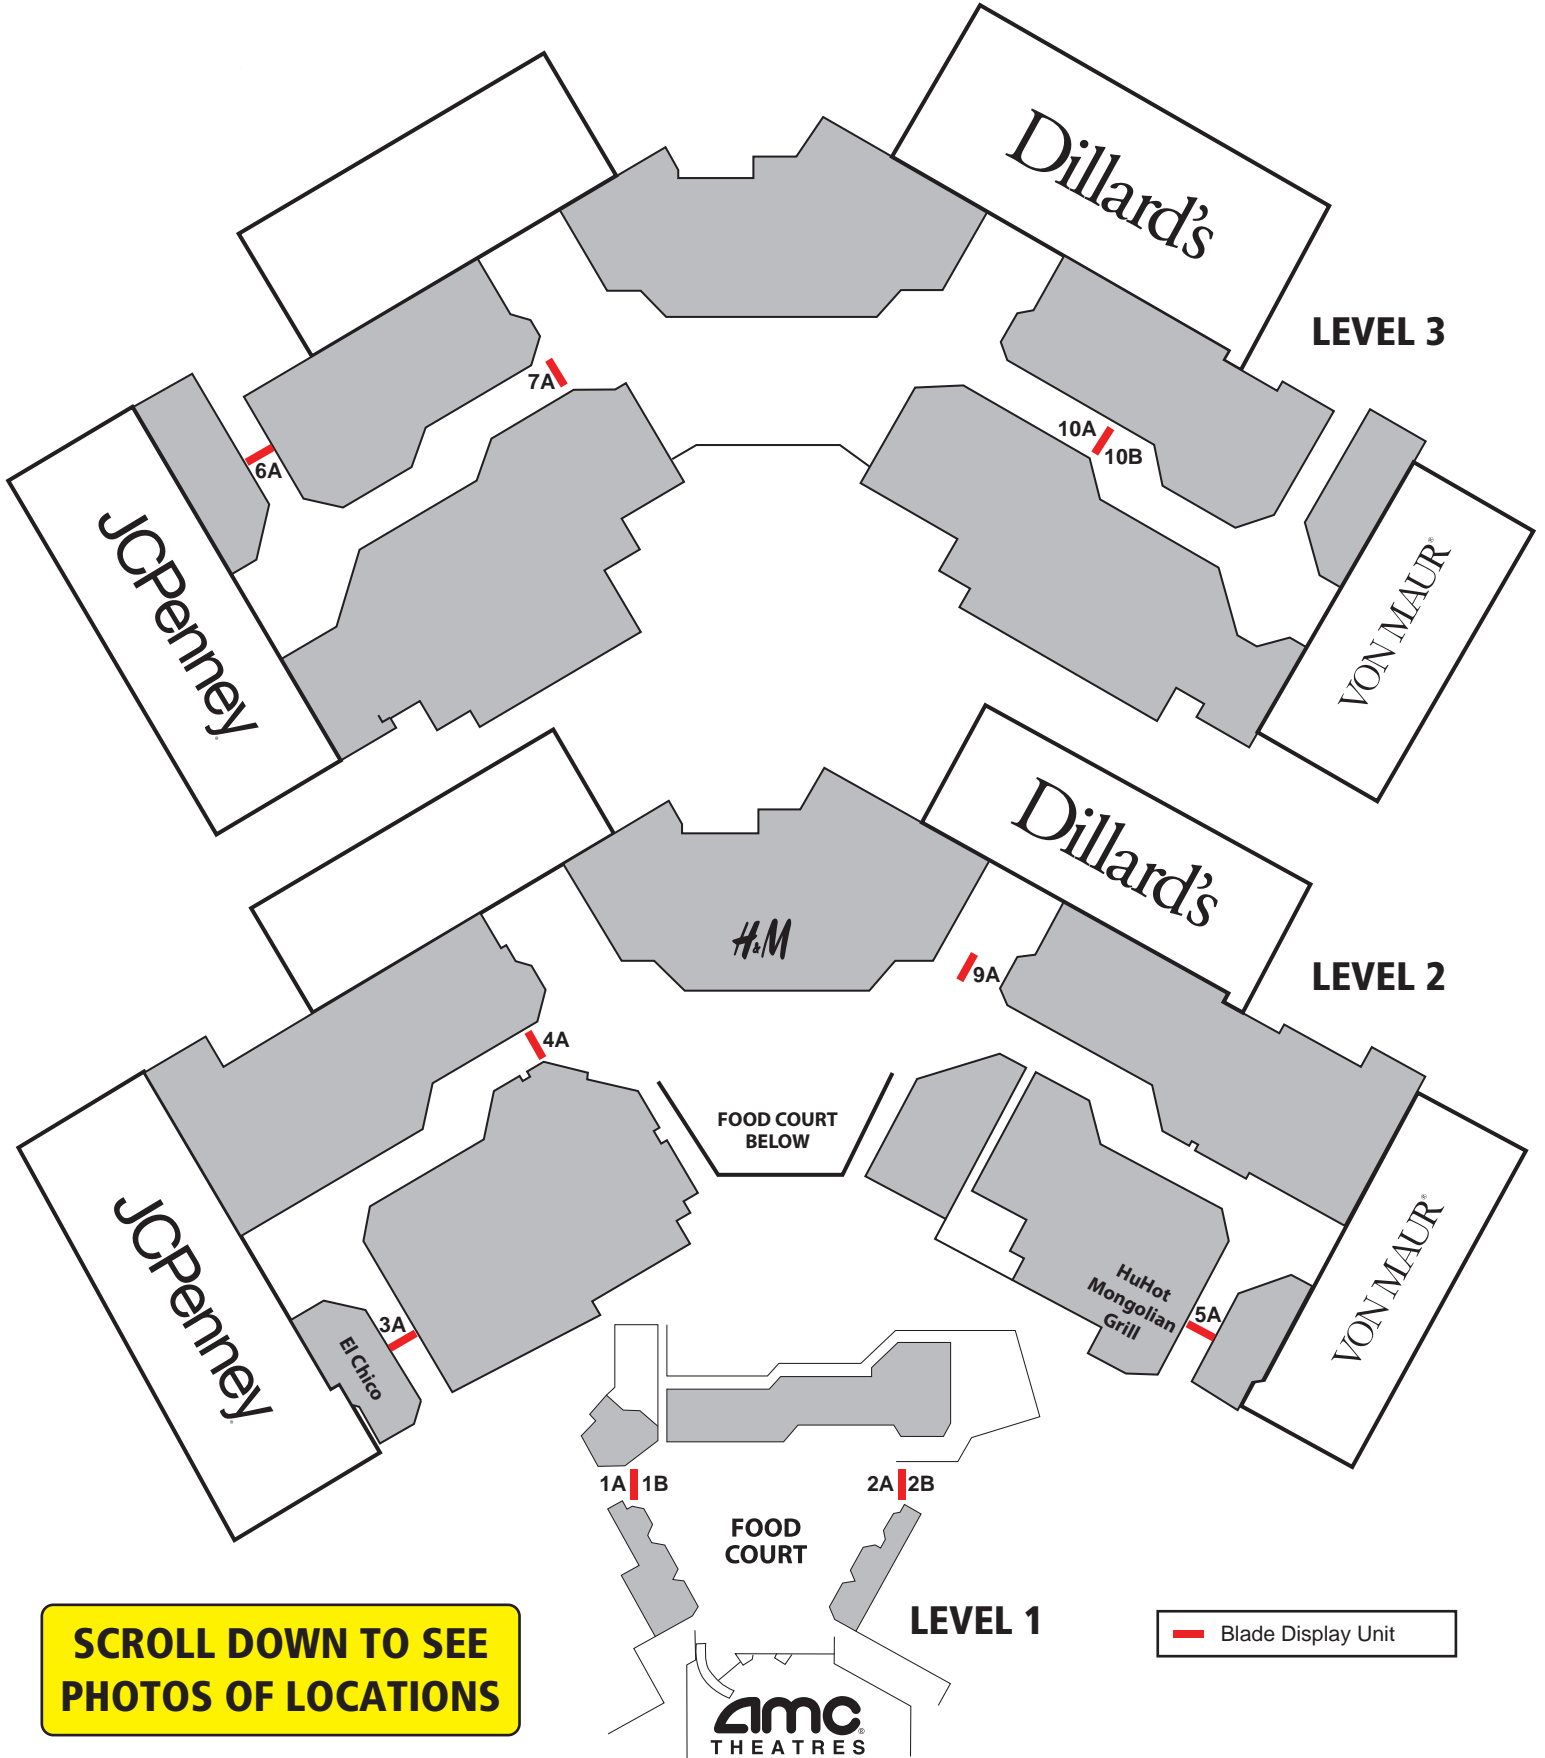 Dillard's
LEVEL 3
7A
10A
10B
6A
JCPenney
VON MAUR®
Dillard's
H&M
9A
LEVEL 2
4A
FOOD COURT
BELOW
JCPenney
VON MAUR®
HuHot
Mongolian
Grill
5A
3A
El Chico
1A
1B
2A
2B
FOOD
COURT
LEVEL 1
SCROLL DOWN TO SEE
PHOTOS OF LOCATIONS
Blade Display Unit
amc®
THEATRES